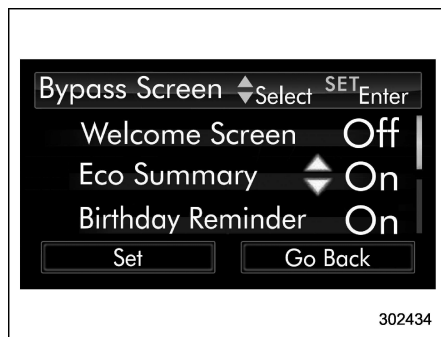 Bypass Screen Select SET Enter
Welcome Screen Off
Eco Summary On
Birthday Reminder On
Set Go Back
302434